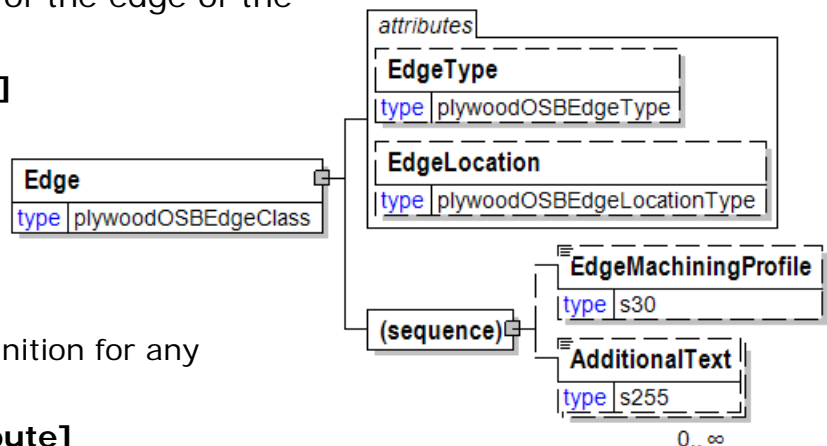 or the edge of the
]
nition for any
oute]
attributes
EdgeType
type plywoodOSBEdgeType
EdgeLocation
type plywoodOSBEdgeLocationType
Edge
type plywoodOSBEdgeClass
(sequence)
EdgeMachiningProfile
type s30
AdditionalText
type s255
0..∞